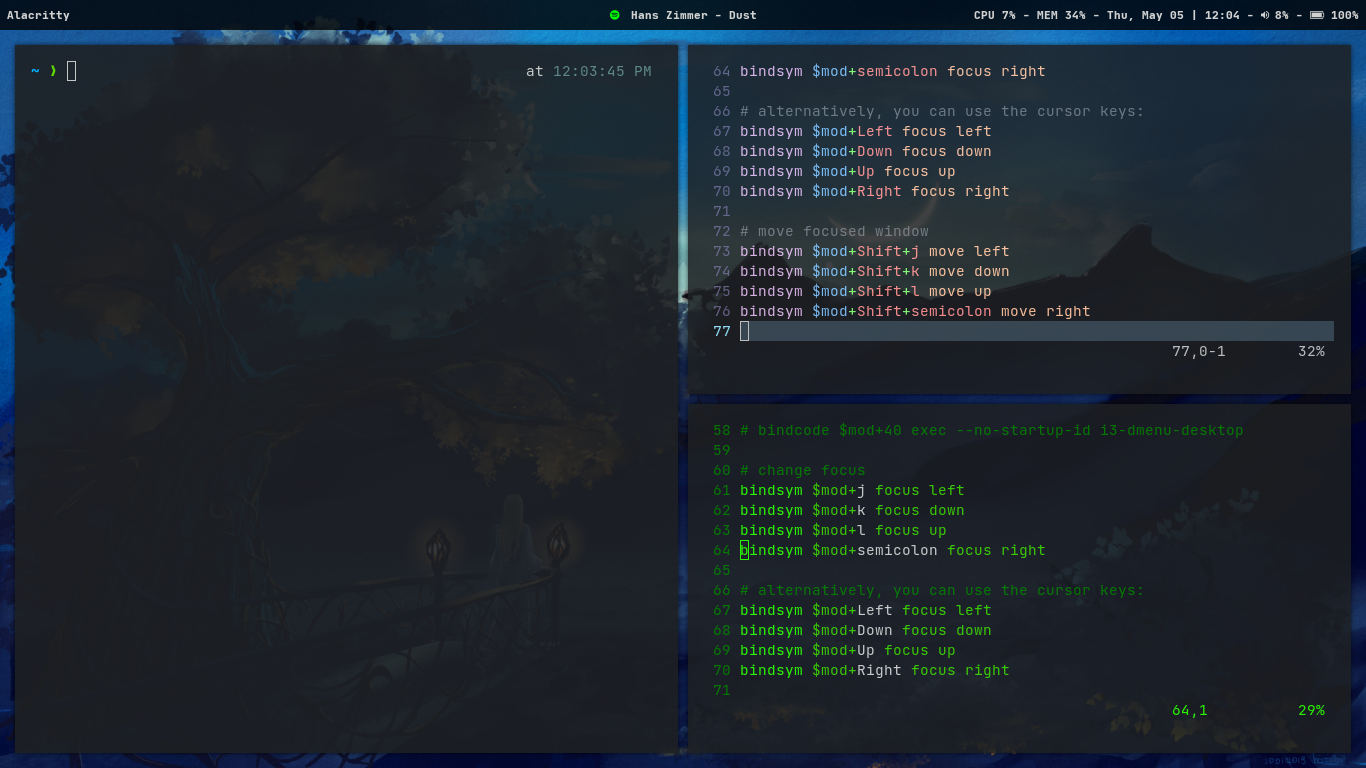 Alacritty
Hans Zimmer - Dust
CPU 7% - MEM 34% - Thu, May 05 | 12:04 - 8% - 100%
~ ❯ at 12:03:45 PM
64 bindsym $mod+semicolon focus right
65
66 # alternatively, you can use the cursor keys:
67 bindsym $mod+Left focus left
68 bindsym $mod+Down focus down
69 bindsym $mod+Up focus up
70 bindsym $mod+Right focus right
71
72 # move focused window
73 bindsym $mod+Shift+j move left
74 bindsym $mod+Shift+k move down
75 bindsym $mod+Shift+l move up
76 bindsym $mod+Shift+semicolon move right
77
77,0-1 32%
58 # bindcode $mod+40 exec --no-startup-id i3-dmenu-desktop
59
60 # change focus
61 bindsym $mod+j focus left
62 bindsym $mod+k focus down
63 bindsym $mod+l focus up
64 bindsym $mod+semicolon focus right
65
66 # alternatively, you can use the cursor keys:
67 bindsym $mod+Left focus left
68 bindsym $mod+Down focus down
69 bindsym $mod+Up focus up
70 bindsym $mod+Right focus right
71
64,1 29%